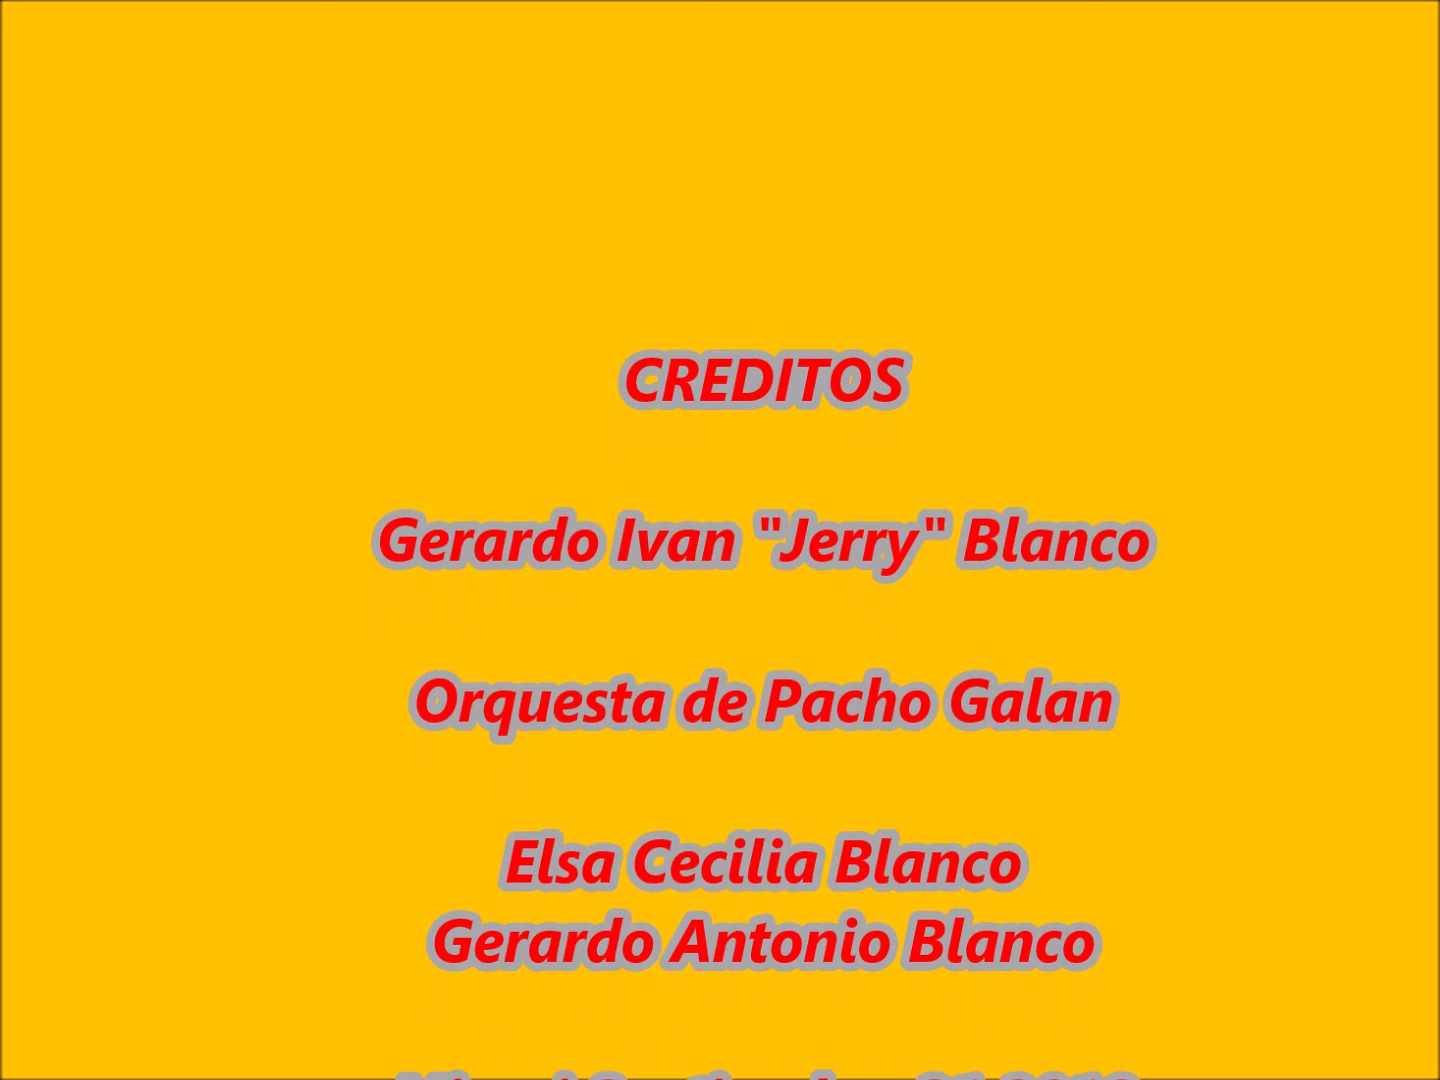 CREDITOS
Gerardo Ivan "Jerry" Blanco
Orquesta de Pacho Galan
Elsa Cecilia Blanco
Gerardo Antonio Blanco